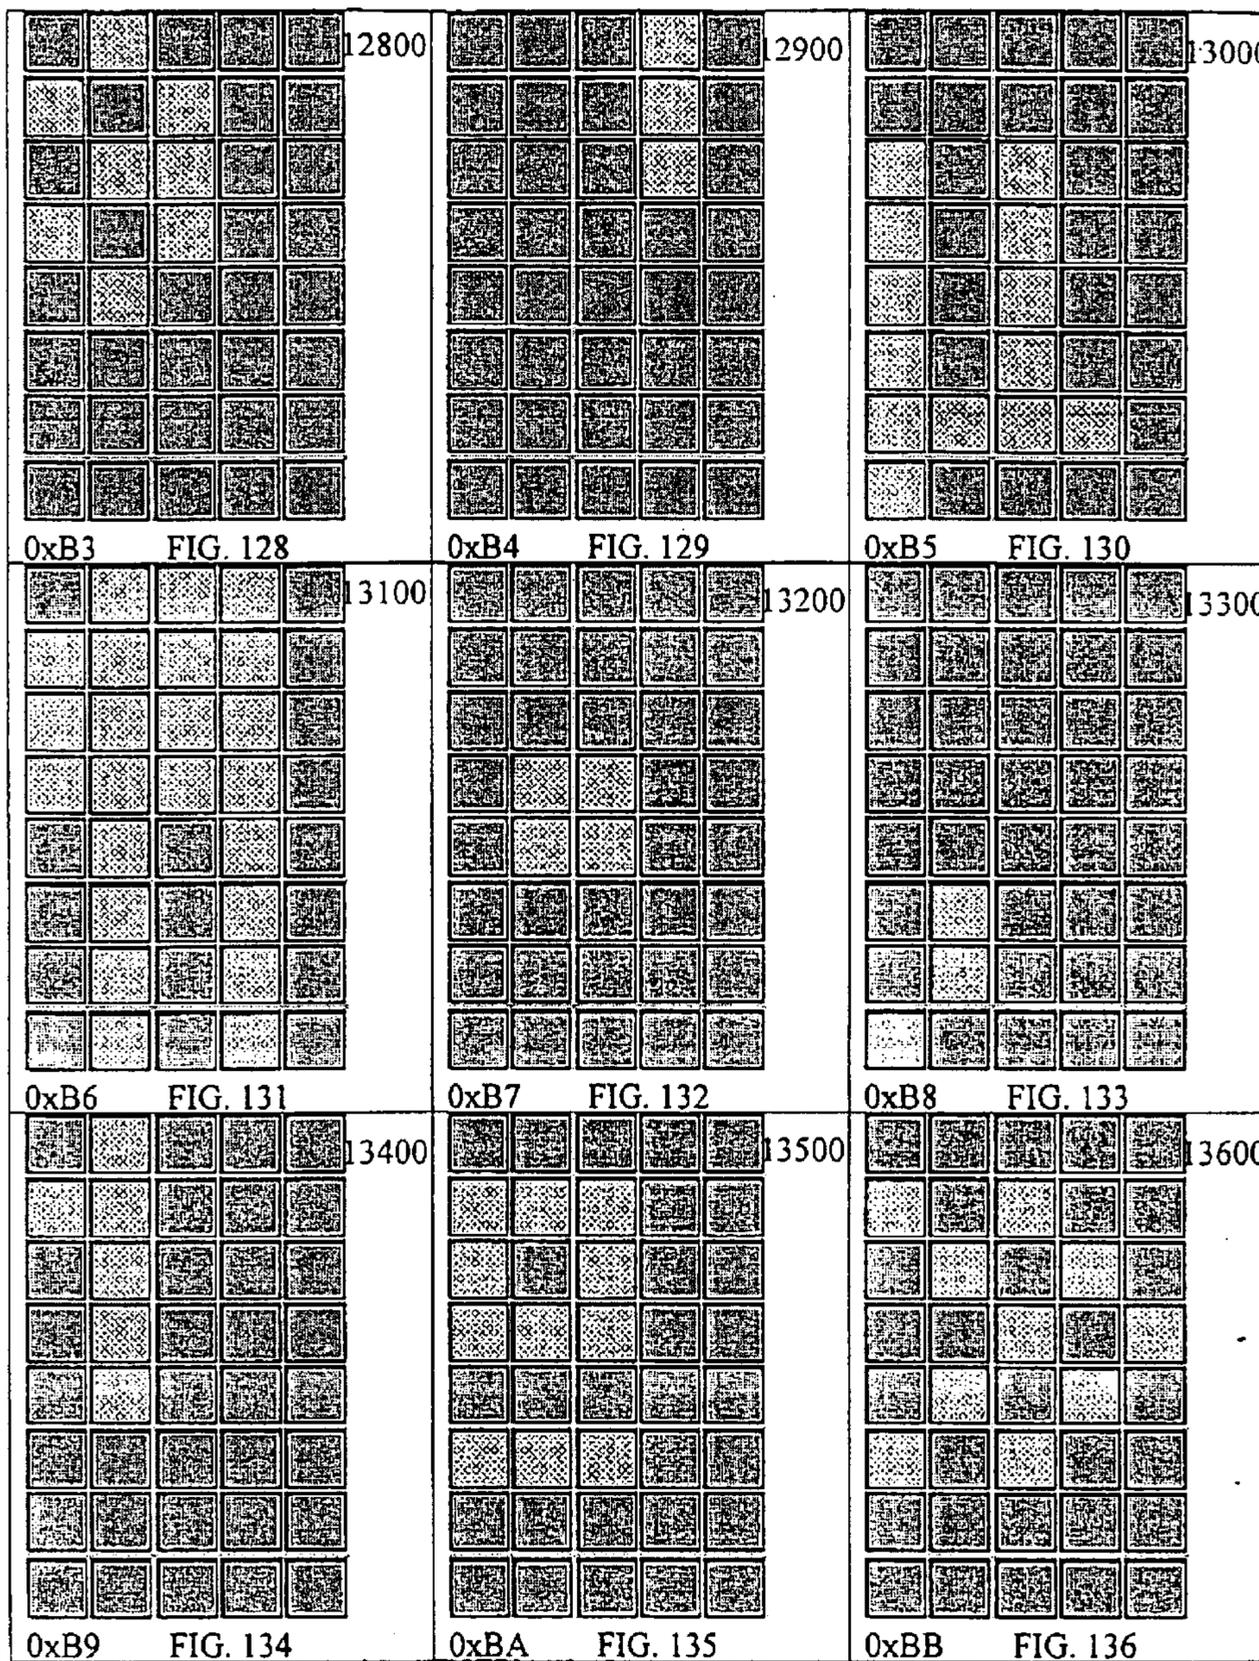 12800 12900 13000
0xB3 FIG. 128 0xB4 FIG. 129 0xB5 FIG. 130
13100 13200 13300
0xB6 FIG. 131 0xB7 FIG. 132 0xB8 FIG. 133
13400 13500 13600
0xB9 FIG. 134 0xBA FIG. 135 0xBB FIG. 136